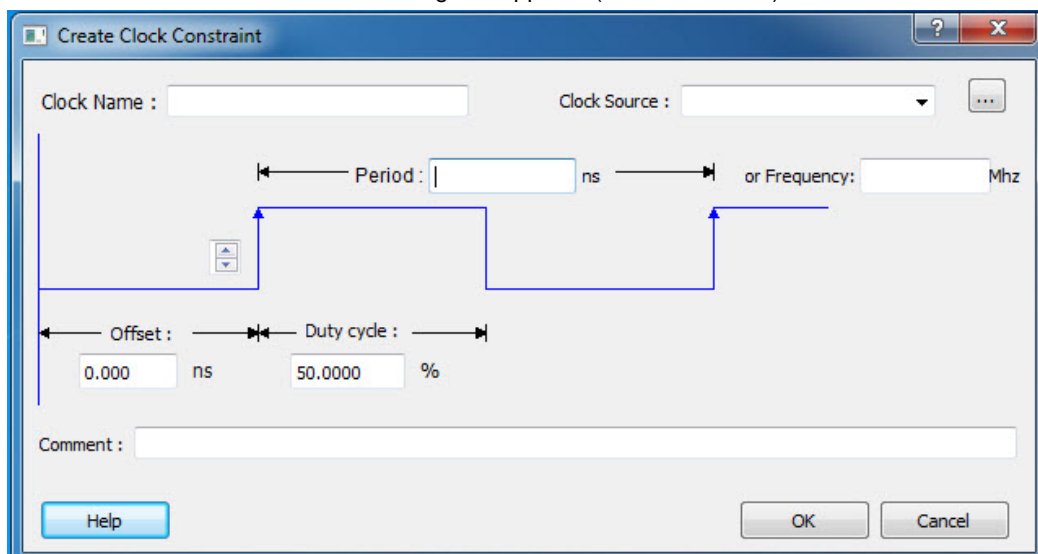 Create Clock Constraint
Clock Name :
Clock Source :
...
Period :
ns
or Frequency:
Mhz
Offset :
Duty cycle :
0.000
ns
50.0000
%
Comment :
Help
OK
Cancel